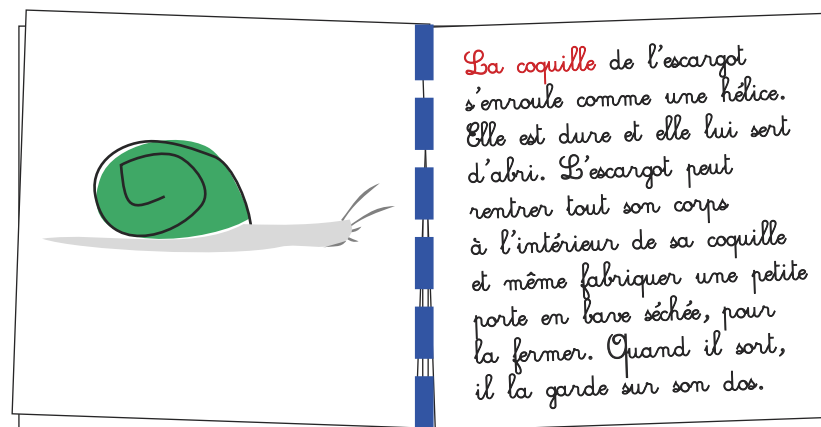 La coquille de l'escargot
s'enroule comme une hélice.
Elle est dure et elle lui sert
d'abri. L'escargot peut
rentrer tout son corps
à l'intérieur de sa coquille
et même fabriquer une petite
porte en bave séchée, pour
la fermer. Quand il sort,
il la garde sur son dos.